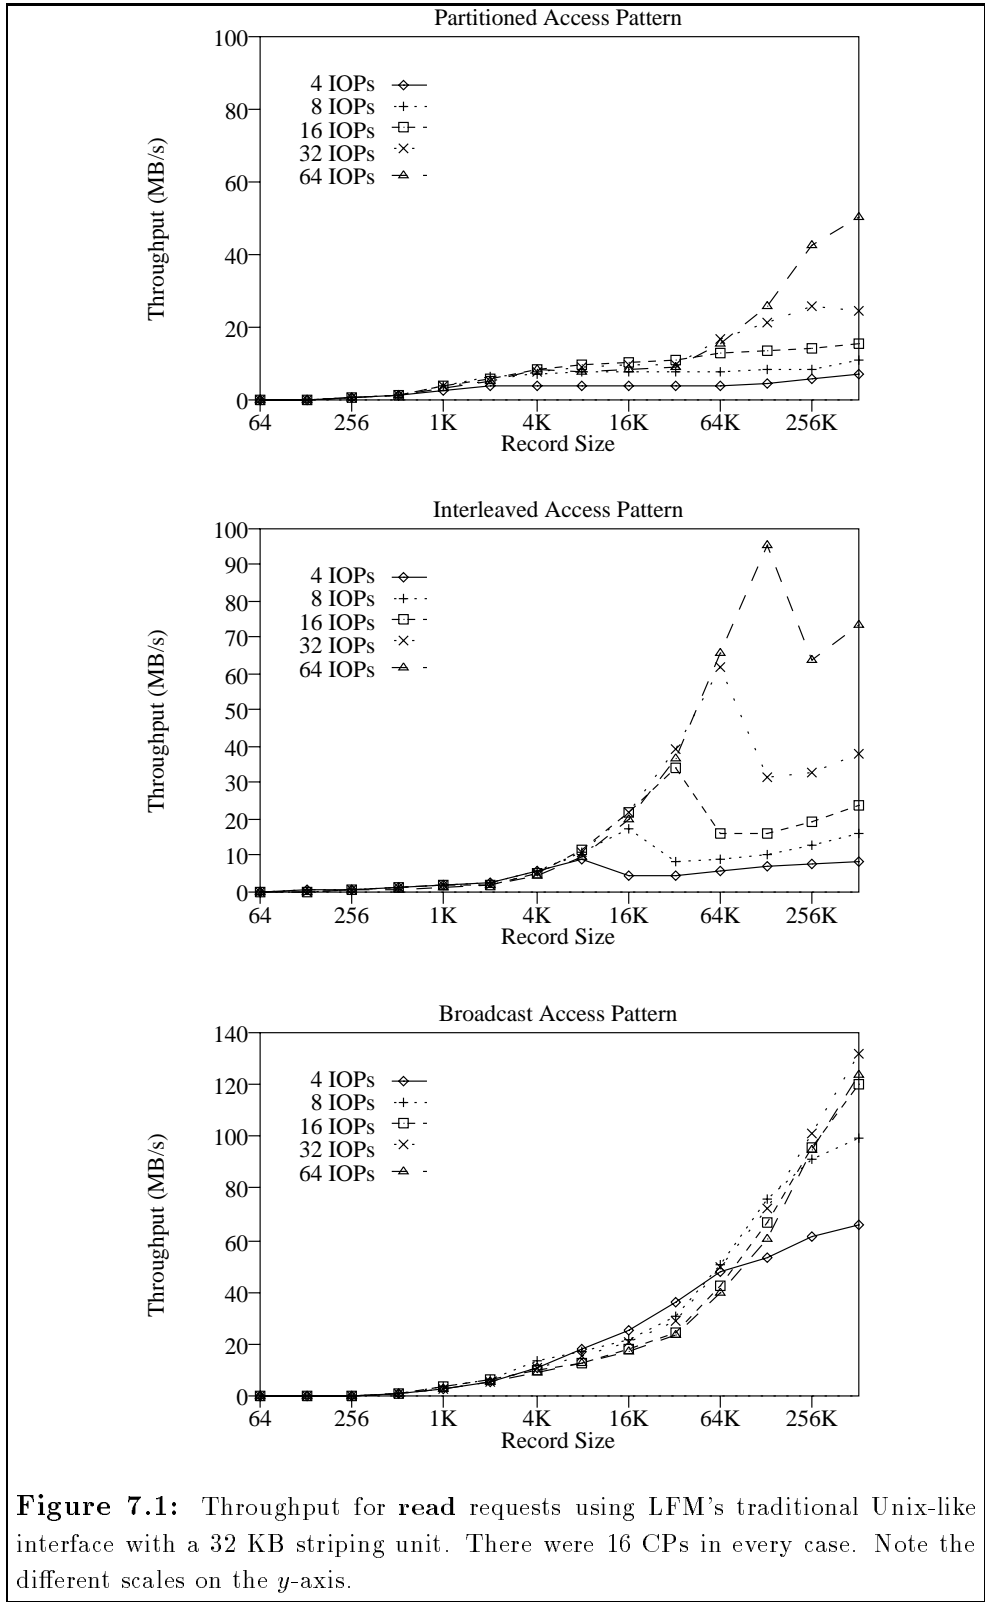 Partitioned Access Pattern
100
80
60
40
20
0
Throughput (MB/s)
4 IOPs
8 IOPs
16 IOPs
32 IOPs
64 IOPs
64 256 1K 4K 16K 64K 256K
Record Size
Interleaved Access Pattern
100
90
80
70
60
50
40
30
20
10
0
Throughput (MB/s)
4 IOPs
8 IOPs
16 IOPs
32 IOPs
64 IOPs
64 256 1K 4K 16K 64K 256K
Record Size
Broadcast Access Pattern
140
120
100
80
60
40
20
0
Throughput (MB/s)
4 IOPs
8 IOPs
16 IOPs
32 IOPs
64 IOPs
64 256 1K 4K 16K 64K 256K
Record Size
Figure 7.1: Throughput for read requests using LFM's traditional Unix-like
interface with a 32 KB striping unit. There were 16 CPs in every case. Note the
different scales on the y-axis.